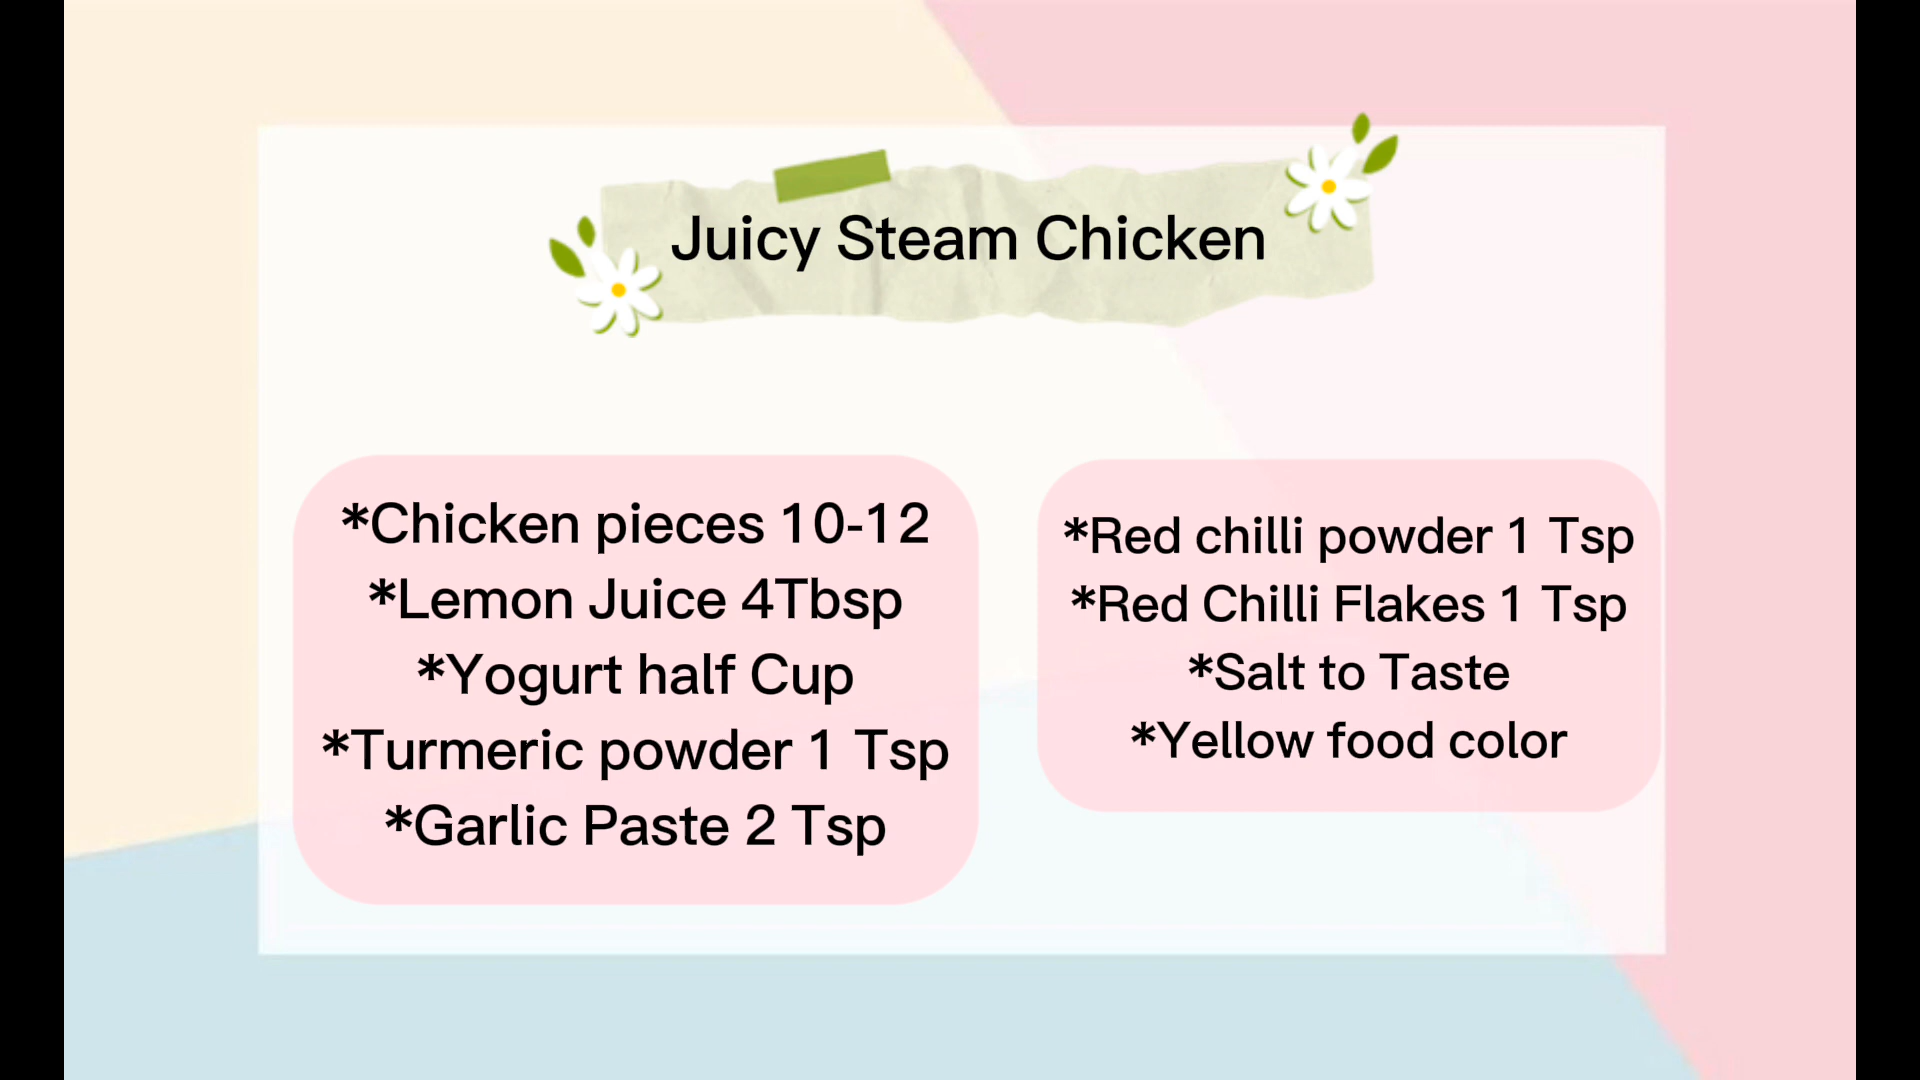 Juicy Steam Chicken
*Chicken pieces 10-12
*Lemon Juice 4Tbsp
*Yogurt half Cup
*Turmeric powder 1 Tsp
*Garlic Paste 2 Tsp
*Red chilli powder 1 Tsp
*Red Chilli Flakes 1 Tsp
*Salt to Taste
*Yellow food color